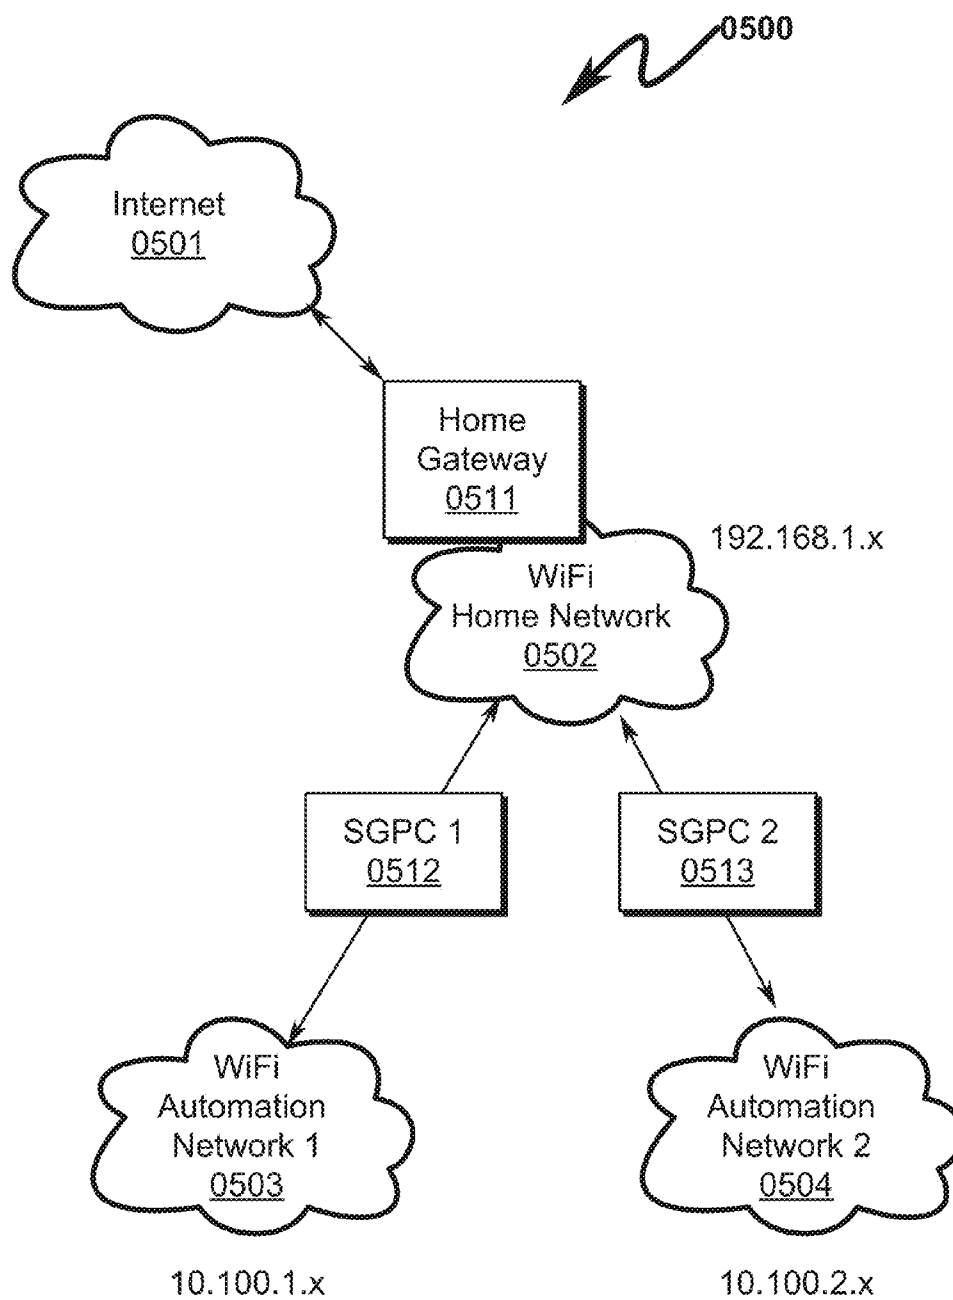 0500
Internet
0501
Home
Gateway
0511
192.168.1.x
WiFi
Home Network
0502
SGPC 1
0512
SGPC 2
0513
WiFi
Automation
Network 1
0503
WiFi
Automation
Network 2
0504
10.100.1.x
10.100.2.x